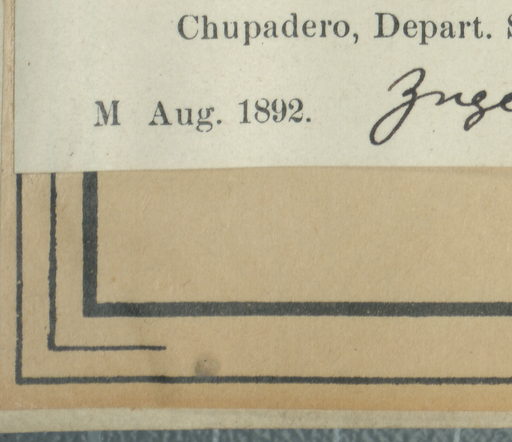 Chupadero, Depart.
M Aug. 1892.